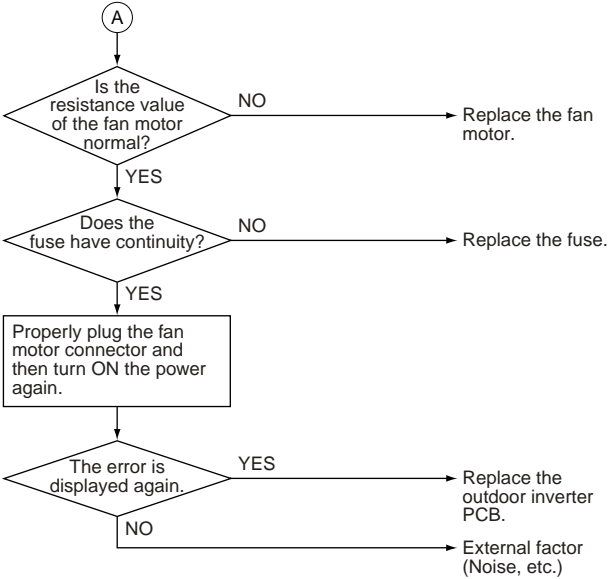 A
Is the
resistance value
of the fan motor
normal?
NO
Replace the fan
motor.
YES
Does the
fuse have continuity?
NO
Replace the fuse.
YES
Properly plug the fan
motor connector and
then turn ON the power
again.
The error is
displayed again.
YES
Replace the
outdoor inverter
PCB.
NO
External factor
(Noise, etc.)